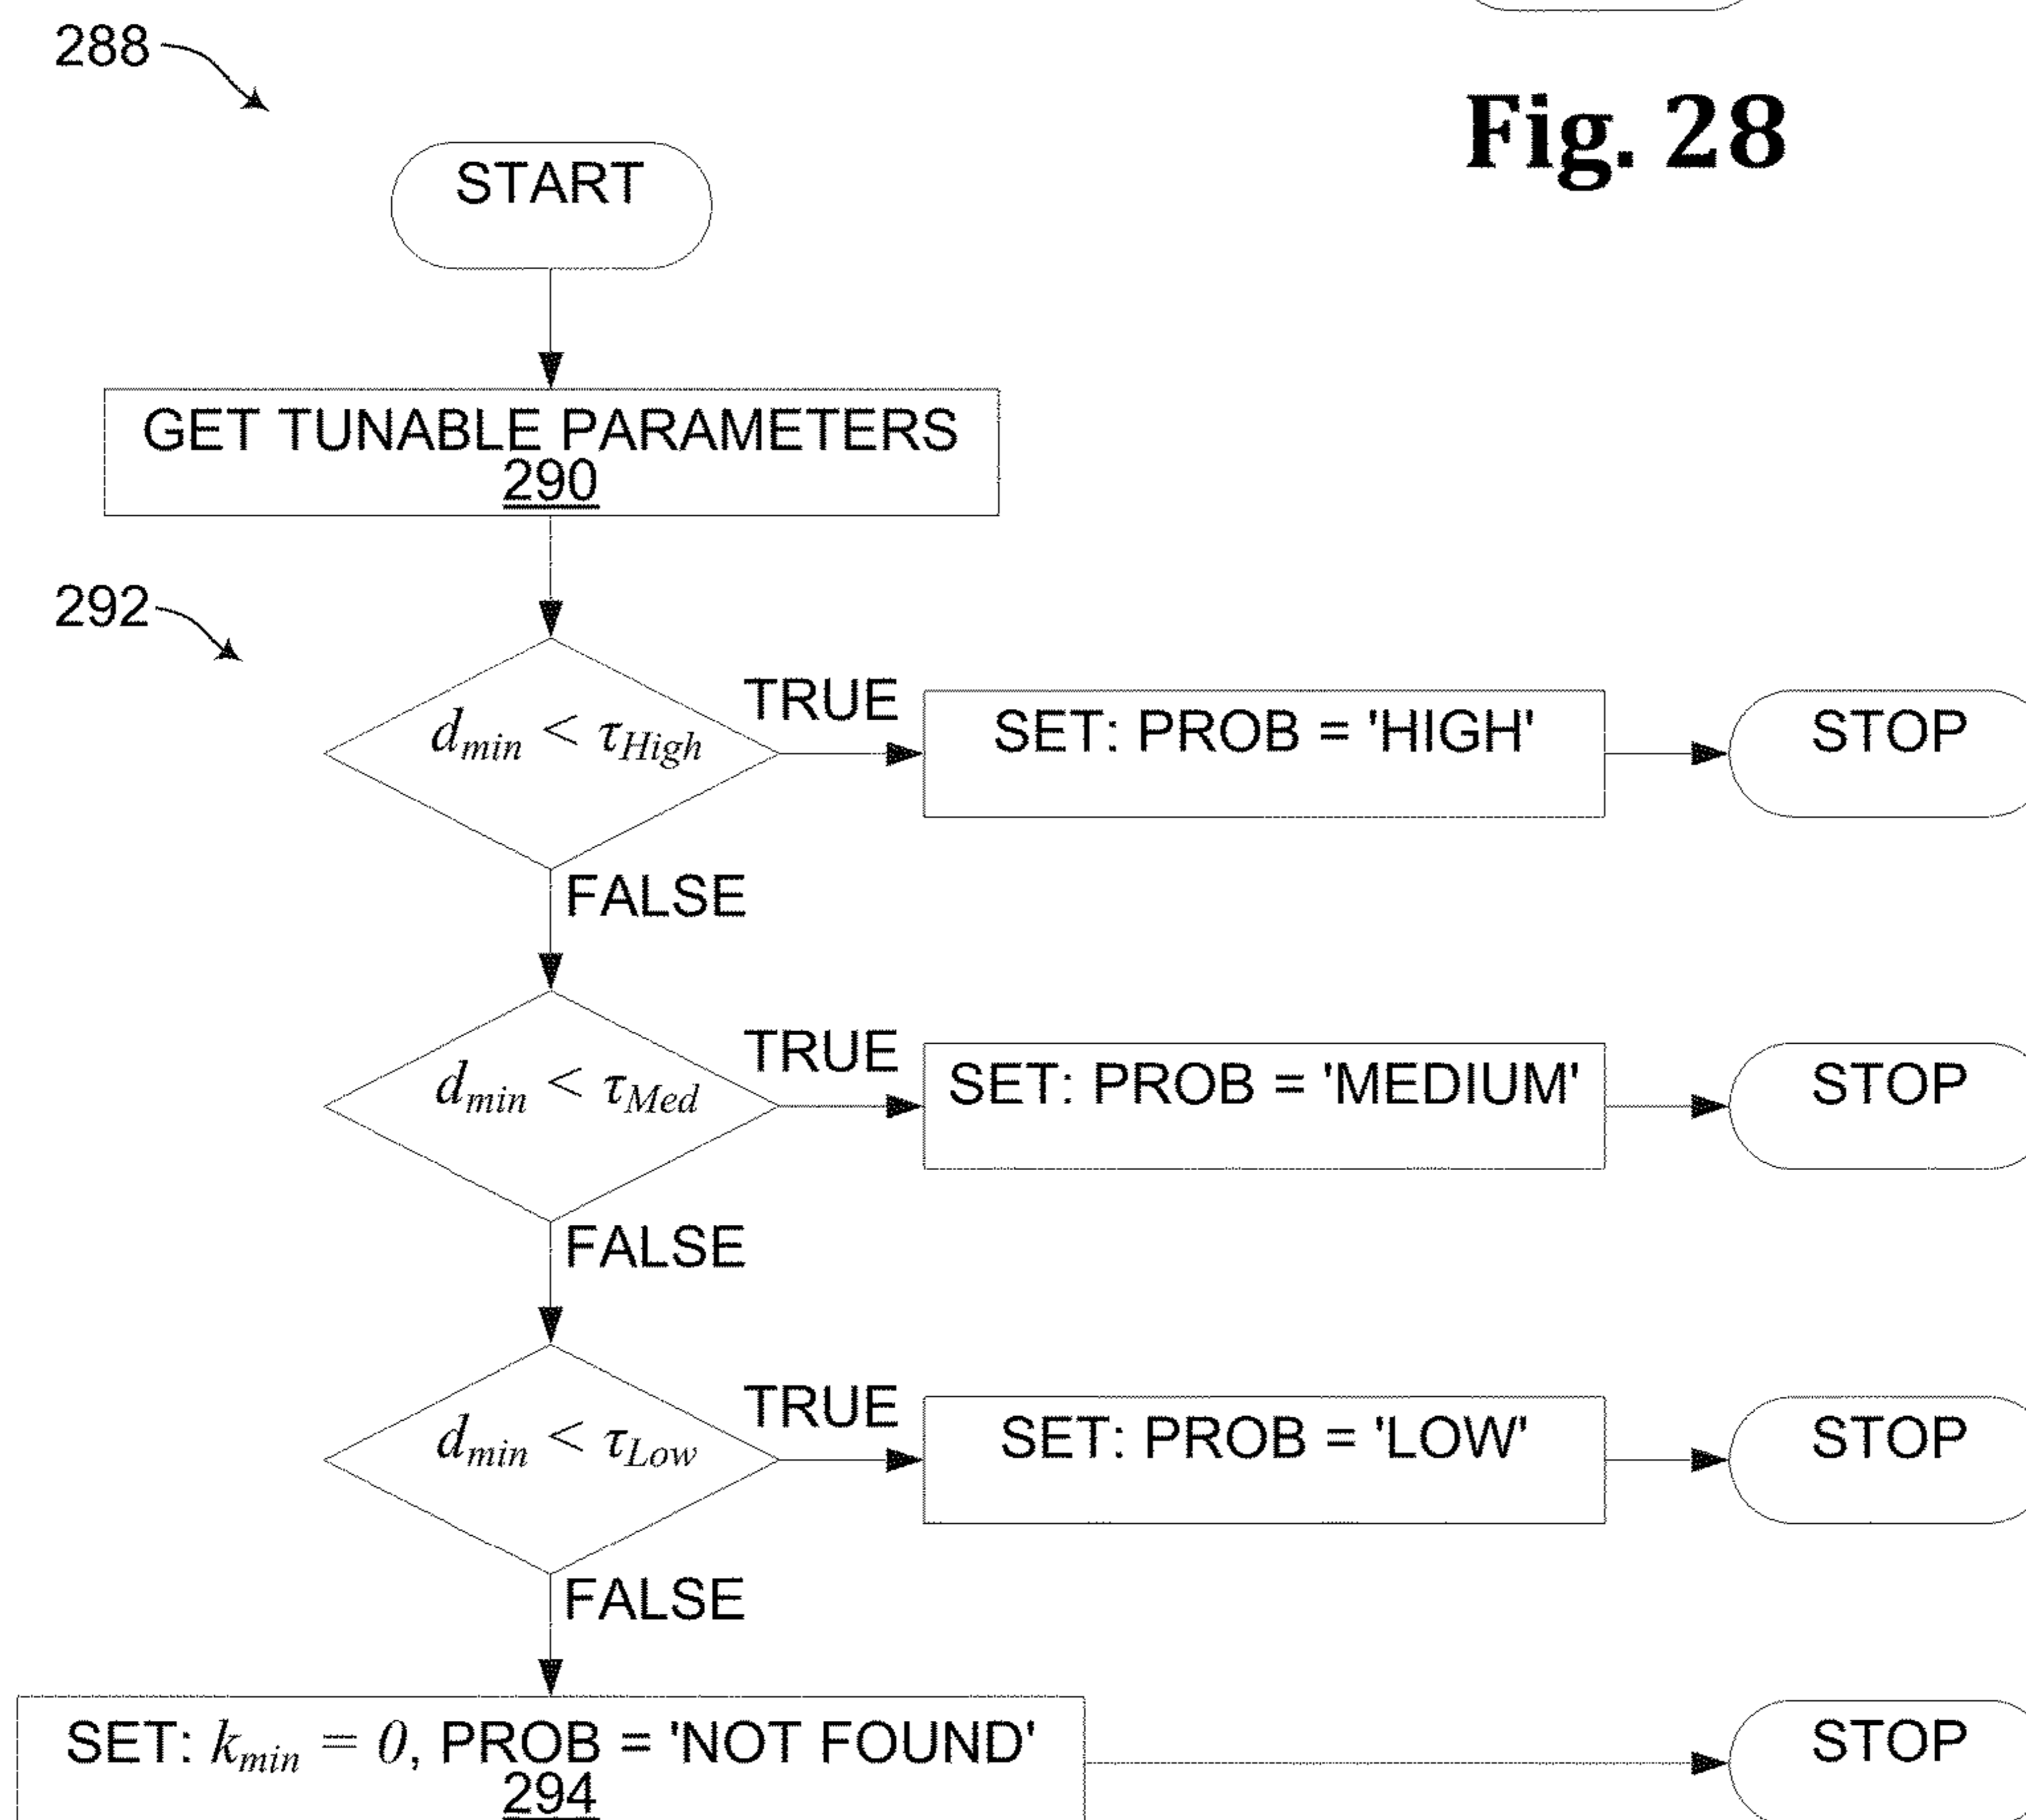 288
Fig. 28
START
GET TUNABLE PARAMETERS
290
292
d_min < τ_High
TRUE
SET: PROB = 'HIGH'
STOP
FALSE
d_min < τ_Med
TRUE
SET: PROB = 'MEDIUM'
STOP
FALSE
d_min < τ_Low
TRUE
SET: PROB = 'LOW'
STOP
FALSE
SET: k_min = 0, PROB = 'NOT FOUND'
294
STOP